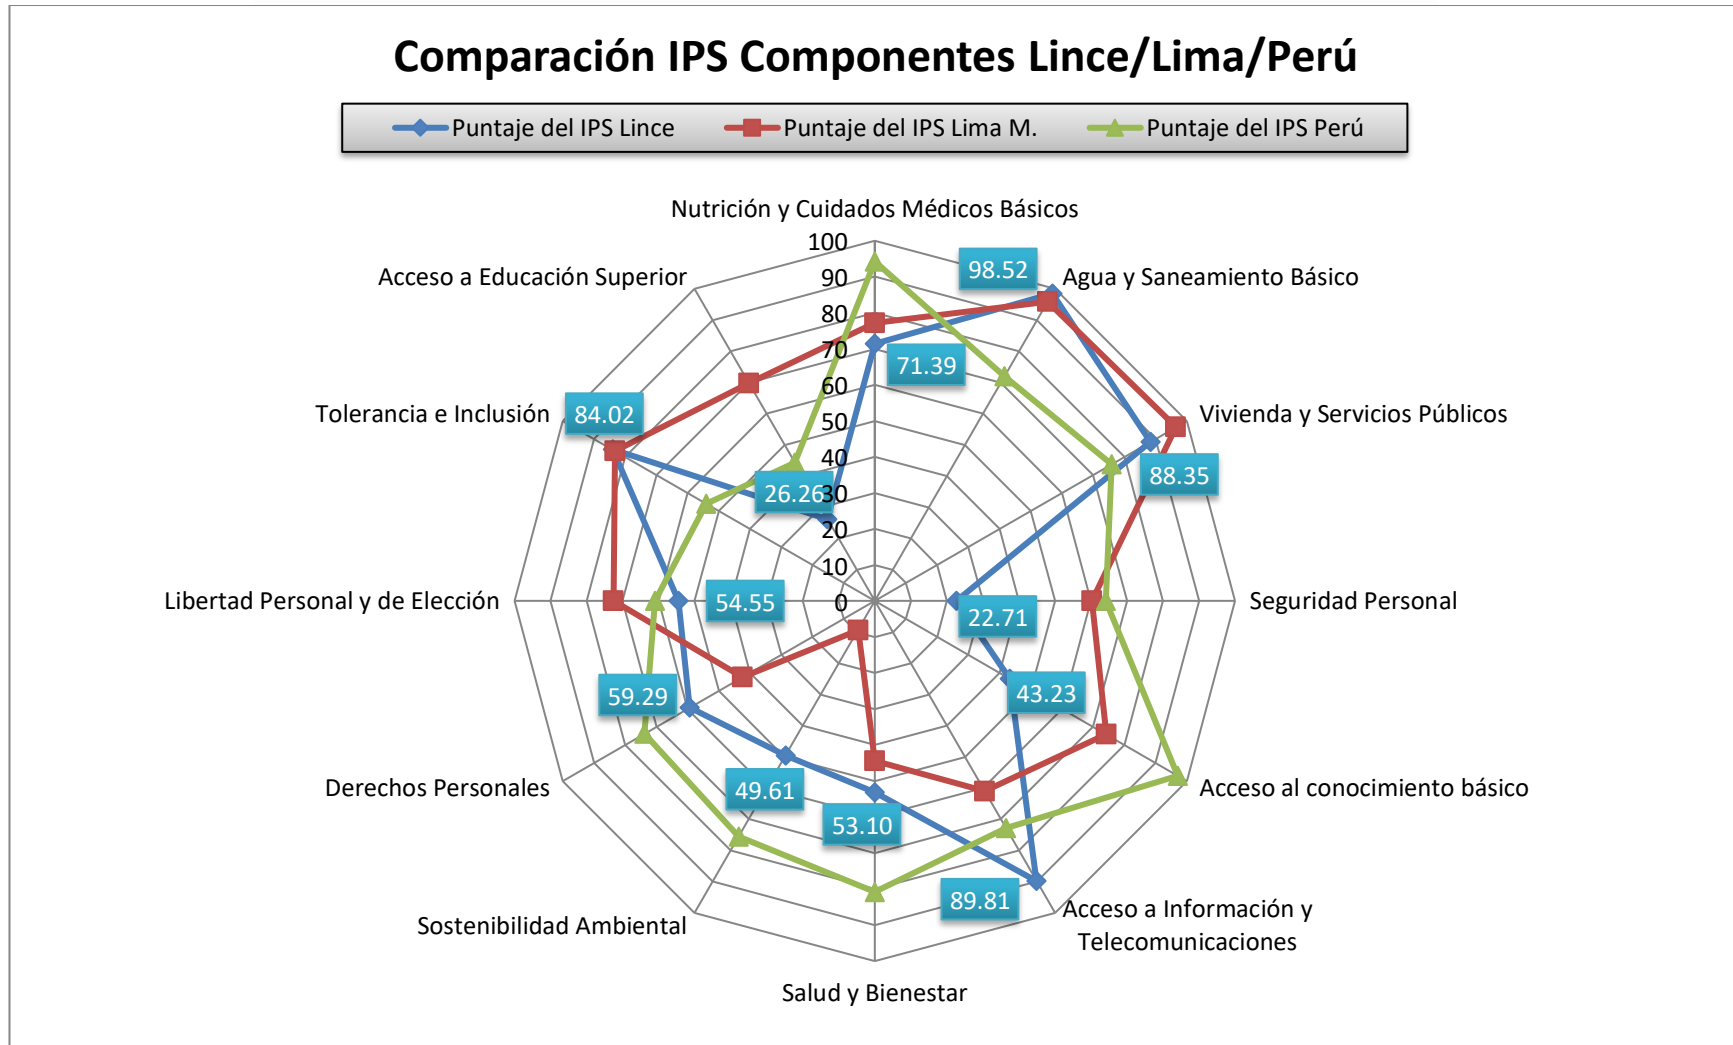 Comparación IPS Componentes Lince/Lima/Perú
Puntaje del IPS Lince
Puntaje del IPS Lima M.
Puntaje del IPS Perú
Nutrición y Cuidados Médicos Básicos
Agua y Saneamiento Básico
Vivienda y Servicios Públicos
Seguridad Personal
Acceso al conocimiento básico
Acceso a Información y
Telecomunicaciones
Salud y Bienestar
Sostenibilidad Ambiental
Derechos Personales
Libertad Personal y de Elección
Tolerancia e Inclusión
Acceso a Educación Superior
100
90
80
70
60
50
40
30
20
10
0
71.39
98.52
88.35
22.71
43.23
89.81
53.10
49.61
59.29
54.55
84.02
26.26